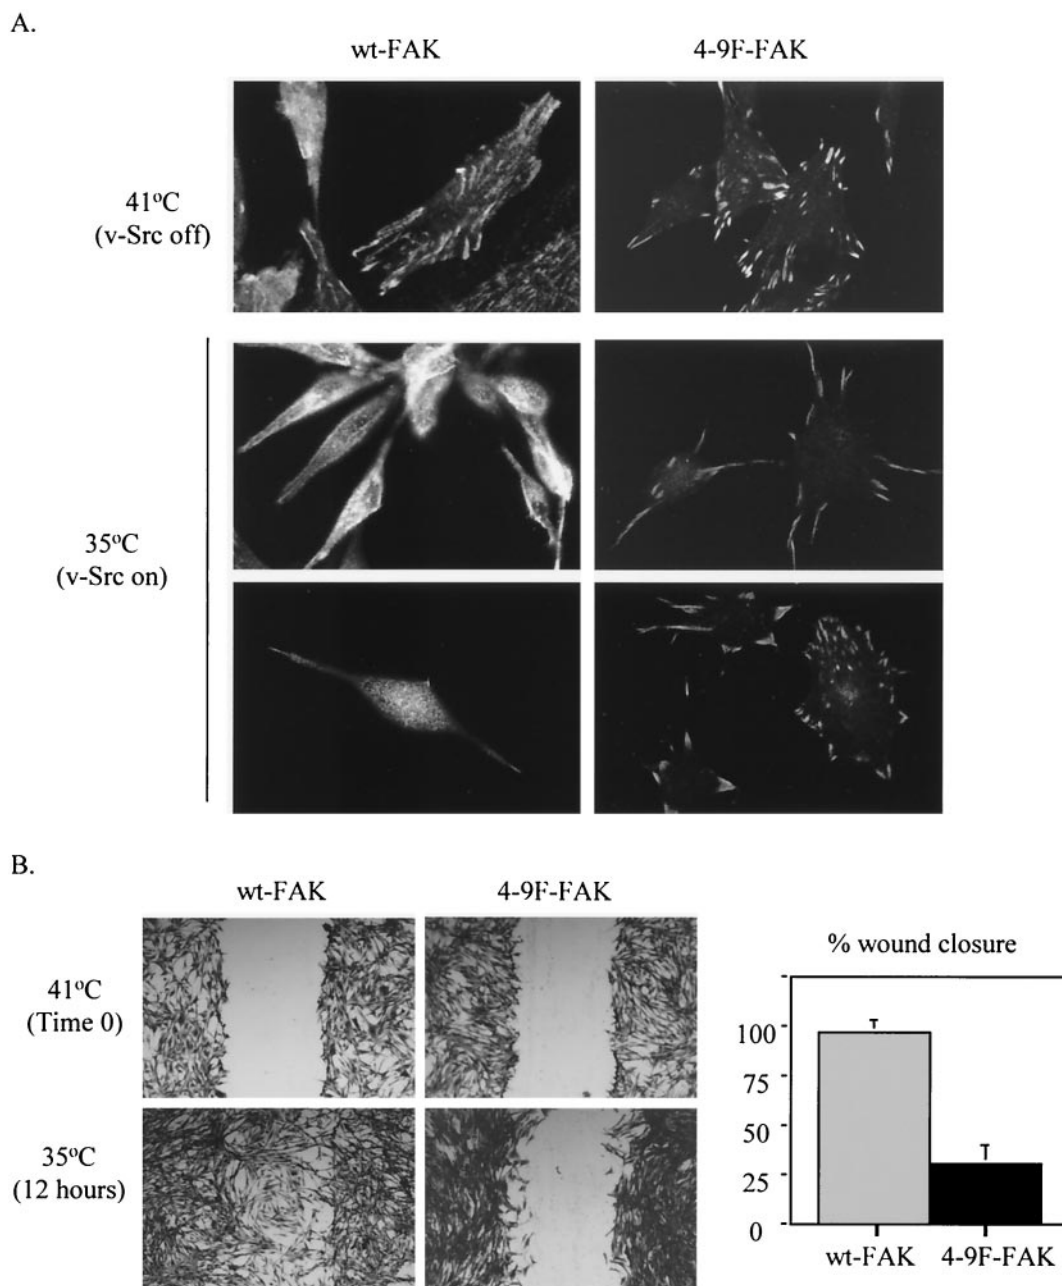 A.
wt-FAK
4-9F-FAK
41°C
(v-Src off)
35°C
(v-Src on)
B.
wt-FAK
4-9F-FAK
41°C
(Time 0)
35°C
(12 hours)
% wound closure
100
75
50
25
0
wt-FAK
4-9F-FAK